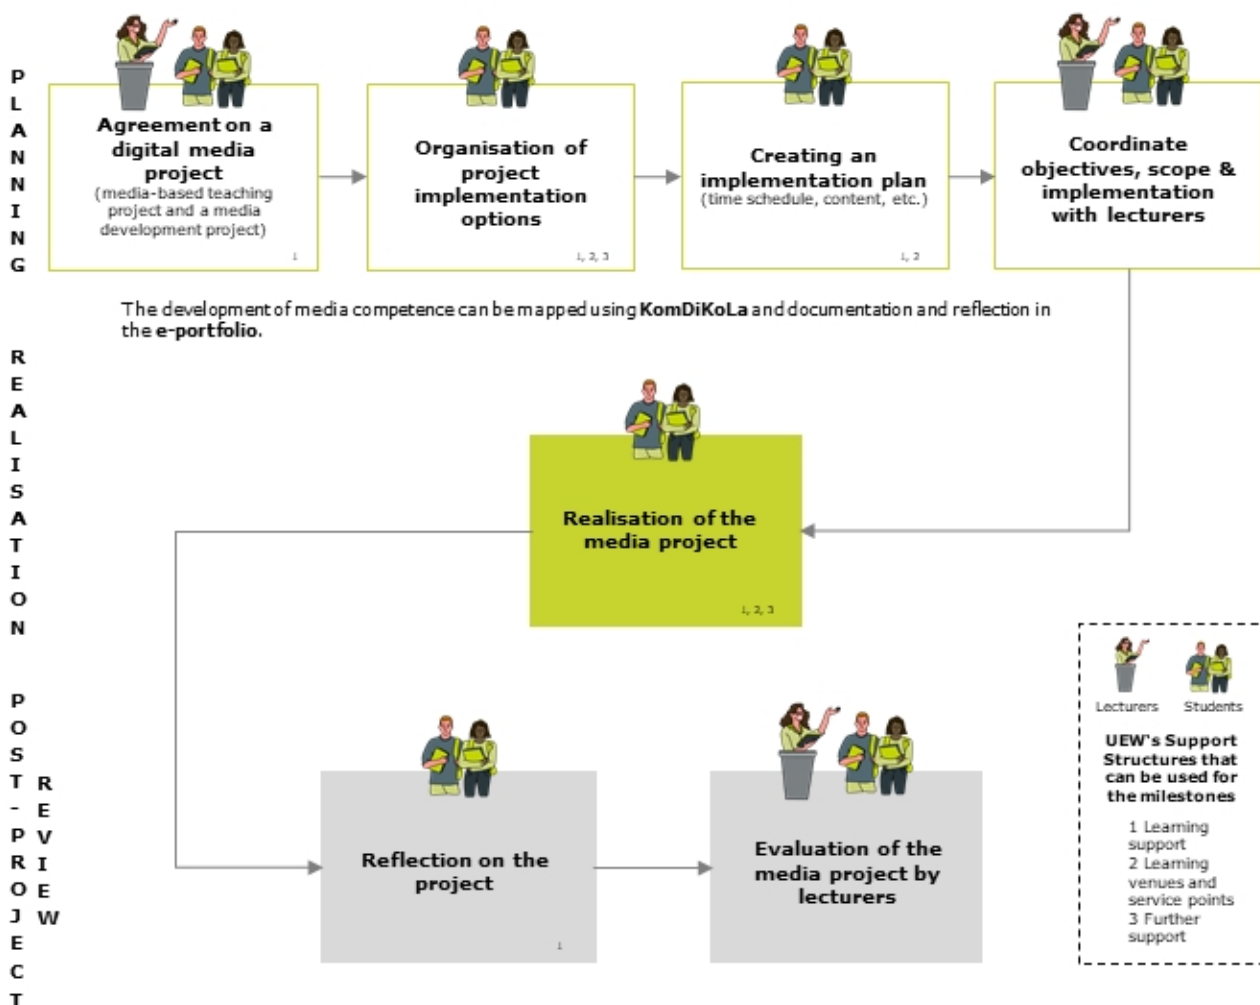 PLANNING
Agreement on a
digital media
project
(media-based teaching
project and a media
development project)
1
Organisation of
project
implementation
options
1, 2, 3
Creating an
implementation plan
(time schedule, content, etc.)
1, 2
Coordinate
objectives, scope &
implementation
with lecturers
The development of media competence can be mapped using KomDiKoLa and documentation and reflection in
the e-portfolio.
REALISATION
Realisation of the
media project
1, 2, 3
POST-PROJECT
REVIEW
Reflection on the
project
1
Evaluation of the
media project by
lecturers
Lecturers
Students
UEW's Support
Structures that
can be used for
the milestones
1 Learning
support
2 Learning
venues and
service points
3 Further
support